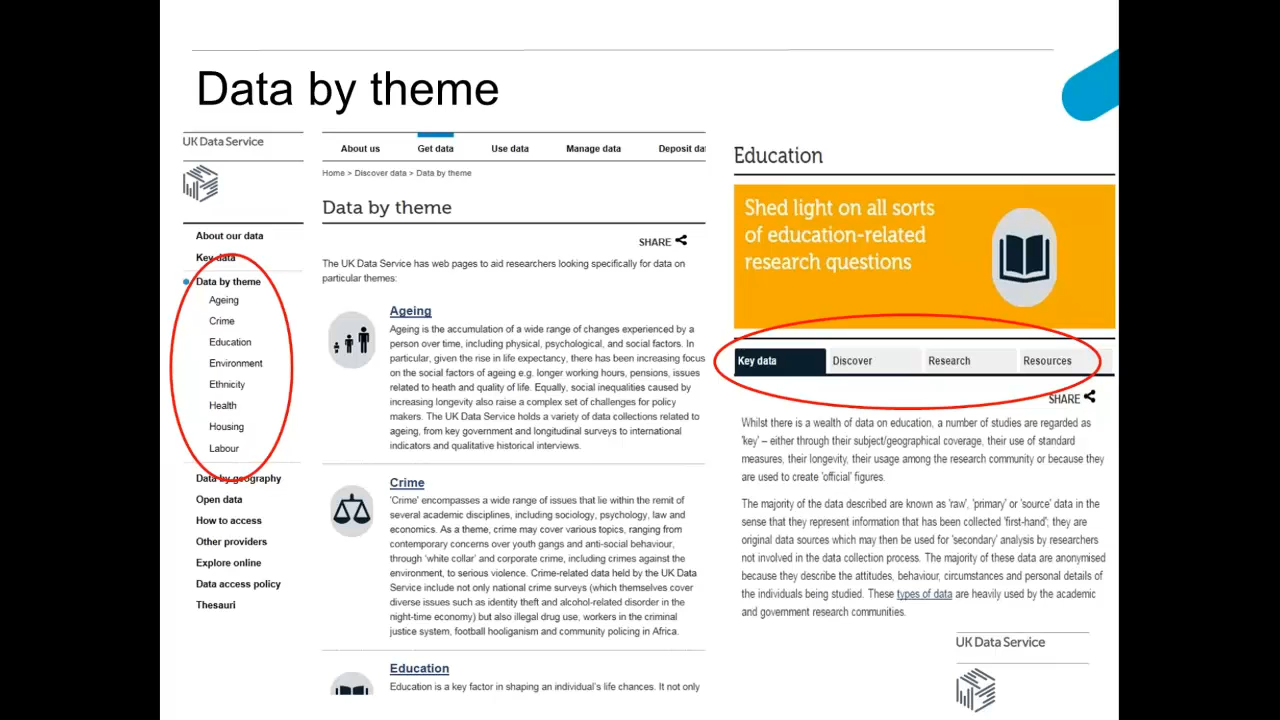 Data by theme
UK Data Service
About our data
Key data
Data by theme
Ageing
Crime
Education
Environment
Ethnicity
Health
Housing
Labour
Data by geography
Open data
How to access
Other providers
Explore online
Data access policy
Thesauri
About us Get data Use data Manage data Deposit dat
Home > Discover data > Data by theme
Data by theme
SHARE
The UK Data Service has web pages to aid researchers looking specifically for data on
particular themes:
Ageing
Ageing is the accumulation of a wide range of changes experienced by a
person over time, including physical, psychological, and social factors. In
particular, given the rise in life expectancy, there has been increasing focus
on the social factors of ageing e.g. longer working hours, pensions, issues
related to heath and quality of life. Equally, social inequalities caused by
increasing longevity also raise a complex set of challenges for policy
makers. The UK Data Service holds a variety of data collections related to
ageing, from key government and longitudinal surveys to international
indicators and qualitative historical interviews.
Crime
'Crime' encompasses a wide range of issues that lie within the remit of
several academic disciplines, including sociology, psychology, law and
economics. As a theme, crime may cover various topics, ranging from
contemporary concerns over youth gangs and anti-social behaviour,
through 'white collar' and corporate crime, including crimes against the
environment, to serious violence. Crime-related data held by the UK Data
Service include not only national crime surveys (which themselves cover
diverse issues such as identity theft and alcohol-related disorder in the
night-time economy) but also illegal drug use, workers in the criminal
justice system, football hooliganism and community policing in Africa.
Education
Education is a key factor in shaping an individual's life chances. It not only
Education
Shed light on all sorts
of education-related
research questions
Key data Discover Research Resources
SHARE
Whilst there is a wealth of data on education, a number of studies are regarded as
'key' – either through their subject/geographical coverage, their use of standard
measures, their longevity, their usage among the research community or because they
are used to create 'official' figures.
The majority of the data described are known as 'raw', 'primary' or 'source' data in the
sense that they represent information that has been collected 'first-hand'; they are
original data sources which may then be used for 'secondary' analysis by researchers
not involved in the data collection process. The majority of these data are anonymised
because they describe the attitudes, behaviour, circumstances and personal details of
the individuals being studied. These types of data are heavily used by the academic
and government research communities.
UK Data Service